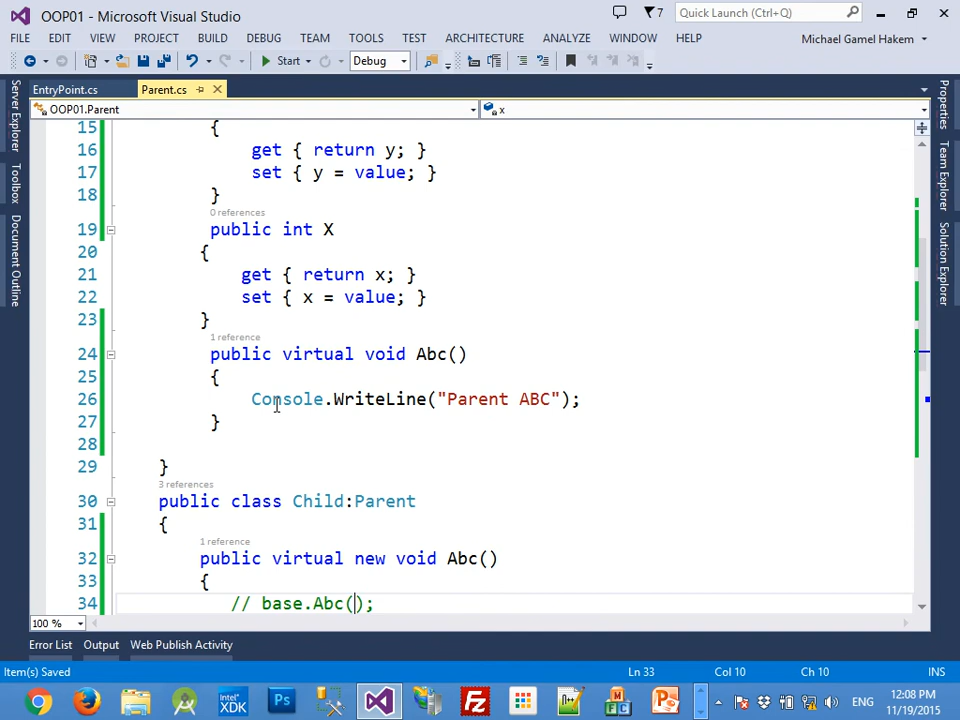 OOP01 - Microsoft Visual Studio
7
Quick Launch (Ctrl+Q)
FILE EDIT VIEW PROJECT BUILD DEBUG TEAM TOOLS TEST ARCHITECTURE ANALYZE WINDOW HELP
Michael Gamel Hakem
Start
Debug
EntryPoint.cs
Parent.cs
OOP01.Parent
x
Server Explorer
Toolbox
Document Outline
Properties
Team Explorer
Solution Explorer
15 {
16 get { return y; }
17 set { y = value; }
18 }
0 references
19 public int X
20 {
21 get { return x; }
22 set { x = value; }
23 }
1 reference
24 public virtual void Abc()
25 {
26 Console.WriteLine("Parent ABC");
27 }
28
29 }
3 references
30 public class Child:Parent
31 {
1 reference
32 public virtual new void Abc()
33 {
34 // base.Abc();
100 %
Error List Output Web Publish Activity
Item(s) Saved
Ln 33 Col 10 Ch 10 INS
intel XDK
Ps
Fz
MFC
P
ENG
12:08 PM
11/19/2015